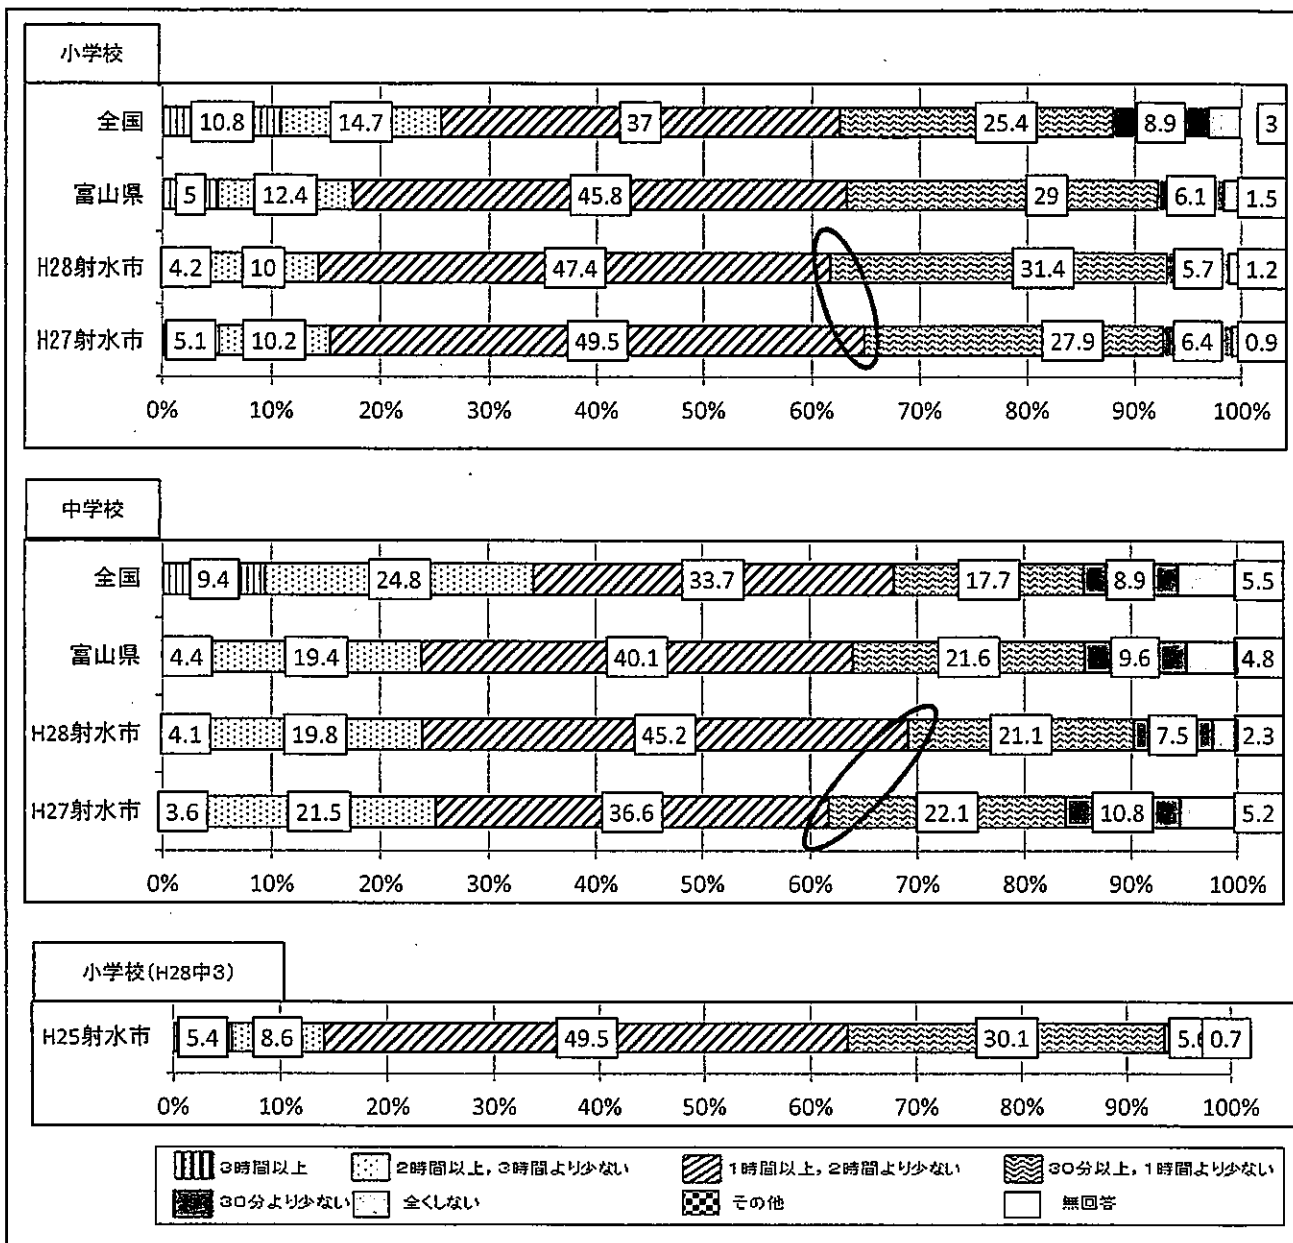 小学校
全国 10.8 14.7 37 25.4 8.9 3
富山県 5 12.4 45.8 29 6.1 1.5
H28射水市 4.2 10 47.4 31.4 5.7 1.2
H27射水市 5.1 10.2 49.5 27.9 6.4 0.9
0% 10% 20% 30% 40% 50% 60% 70% 80% 90% 100%
中学校
全国 9.4 24.8 33.7 17.7 8.9 5.5
富山県 4.4 19.4 40.1 21.6 9.6 4.8
H28射水市 4.1 19.8 45.2 21.1 7.5 2.3
H27射水市 3.6 21.5 36.6 22.1 10.8 5.2
0% 10% 20% 30% 40% 50% 60% 70% 80% 90% 100%
小学校(H28中3)
H25射水市 5.4 8.6 49.5 30.1 0.7
0% 10% 20% 30% 40% 50% 60% 70% 80% 90% 100%
3時間以上 2時間以上，3時間より少ない 1時間以上，2時間より少ない 30分以上，1時間より少ない
30分より少ない 全くしない その他 無回答